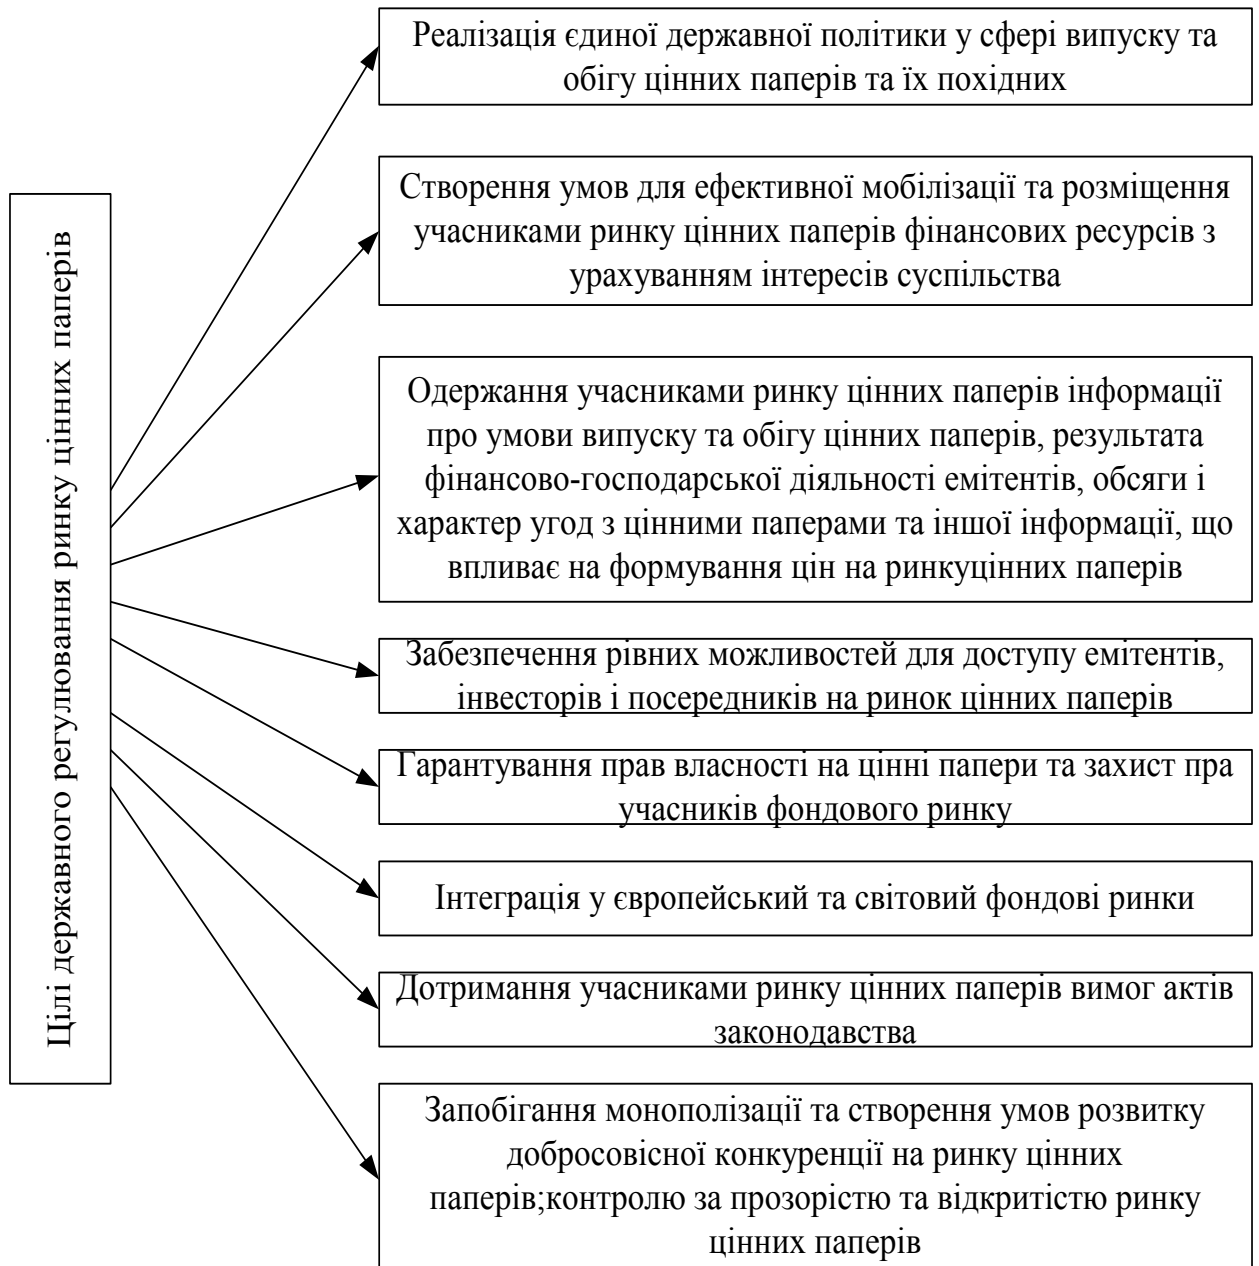 Цілі державного регулювання ринку цінних паперів
Реалізація єдиної державної політики у сфері випуску та
обігу цінних паперів та їх похідних
Створення умов для ефективної мобілізації та розміщення
учасниками ринку цінних паперів фінансових ресурсів з
урахуванням інтересів суспільства
Одержання учасниками ринку цінних паперів інформації
про умови випуску та обігу цінних паперів, результата
фінансово-господарської діяльності емітентів, обсяги і
характер угод з цінними паперами та іншої інформації, що
впливає на формування цін на ринкуцінних паперів
Забезпечення рівних можливостей для доступу емітентів,
інвесторів і посередників на ринок цінних паперів
Гарантування прав власності на цінні папери та захист пра
учасників фондового ринку
Інтеграція у європейський та світовий фондові ринки
Дотримання учасниками ринку цінних паперів вимог актів
законодавства
Запобігання монополізації та створення умов розвитку
добросовісної конкуренції на ринку цінних
паперів;контролю за прозорістю та відкритістю ринку
цінних паперів